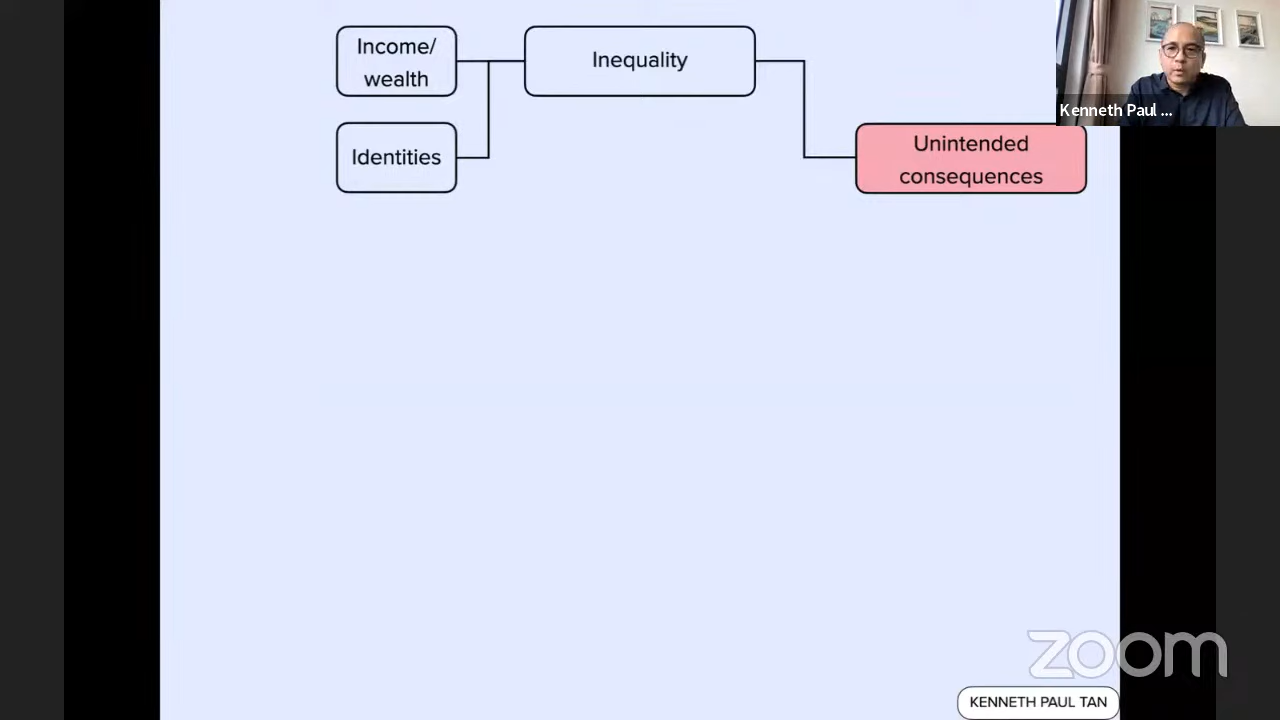 Income/
wealth
Inequality
Kenneth Paul ...
Identities
Unintended
consequences
zoom
KENNETH PAUL TAN